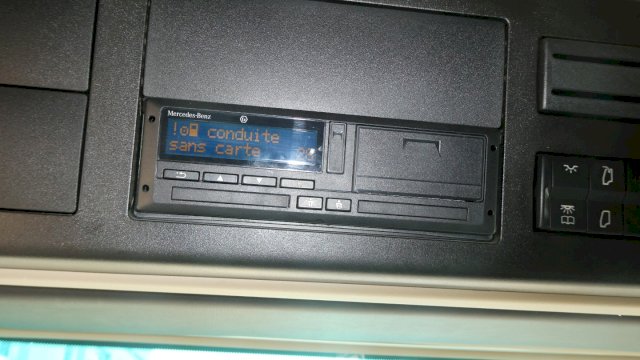 Mercedes-Benz
! conduite
sans carte